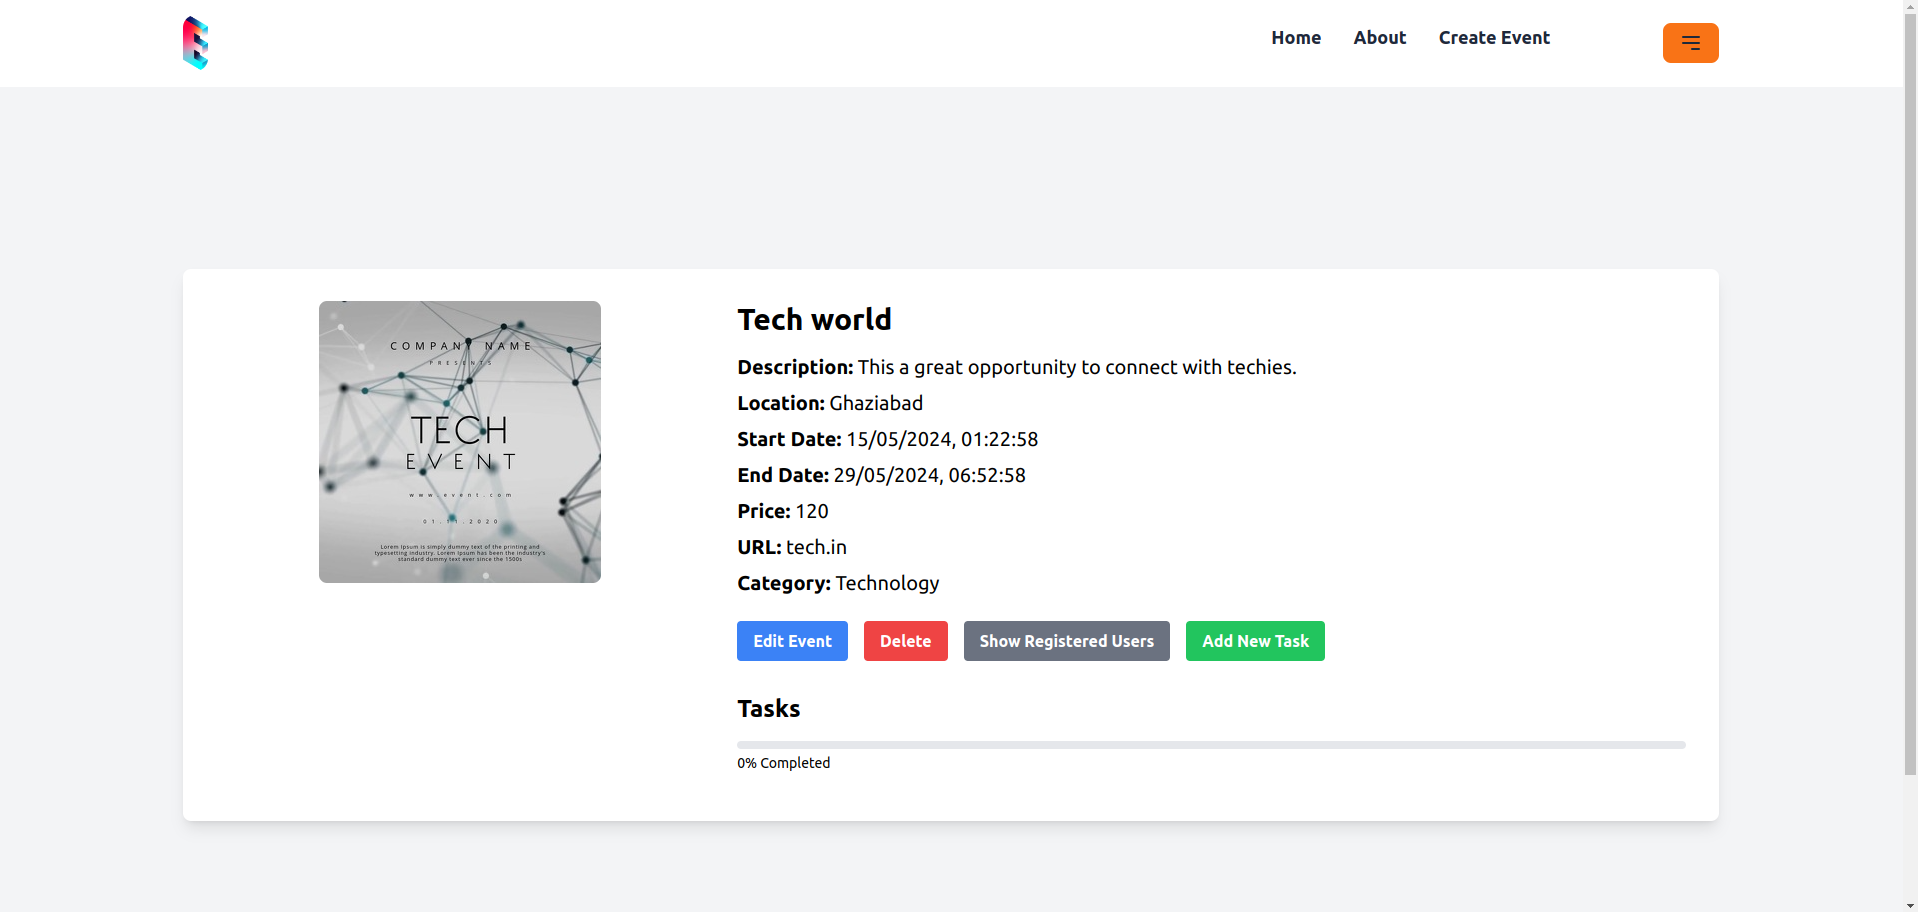 Home About Create Event
COMPANY NAME
PRESENTS
TECH
EVENT
www.event.com
01.11.2020
Lorem Ipsum is simply dummy text of the printing and
typesetting industry. Lorem Ipsum has been the industry's
standard dummy text ever since the 1500s
Tech world
Description: This a great opportunity to connect with techies.
Location: Ghaziabad
Start Date: 15/05/2024, 01:22:58
End Date: 29/05/2024, 06:52:58
Price: 120
URL: tech.in
Category: Technology
Edit Event Delete Show Registered Users Add New Task
Tasks
0% Completed